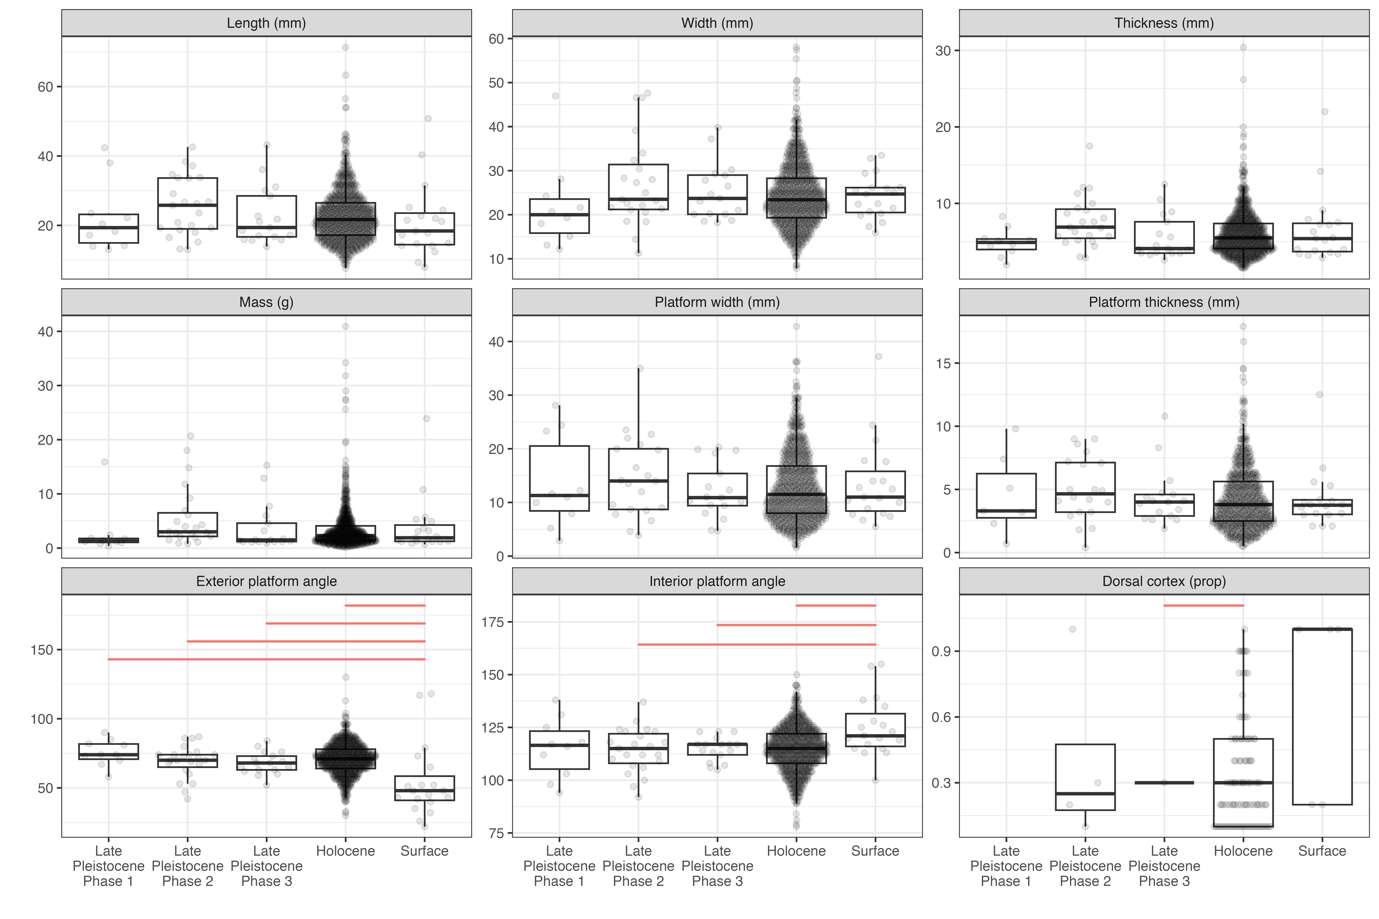 Length (mm) Width (mm) Thickness (mm)
60 60 30
50
40 40 20
30
20 20 10
10
Mass (g) Platform width (mm) Platform thickness (mm)
40 40 15
30 30
20 20 10
10 10 5
0 0 0
Exterior platform angle Interior platform angle Dorsal cortex (prop)
150 175 0.9
150
100 125 0.6
100
50 75 0.3
Late Late Late Holocene Surface Late Late Late Holocene Surface Late Late Late Holocene Surface
Pleistocene Pleistocene Pleistocene Pleistocene Pleistocene Pleistocene Pleistocene Pleistocene Pleistocene
Phase 1 Phase 2 Phase 3 Phase 1 Phase 2 Phase 3 Phase 1 Phase 2 Phase 3